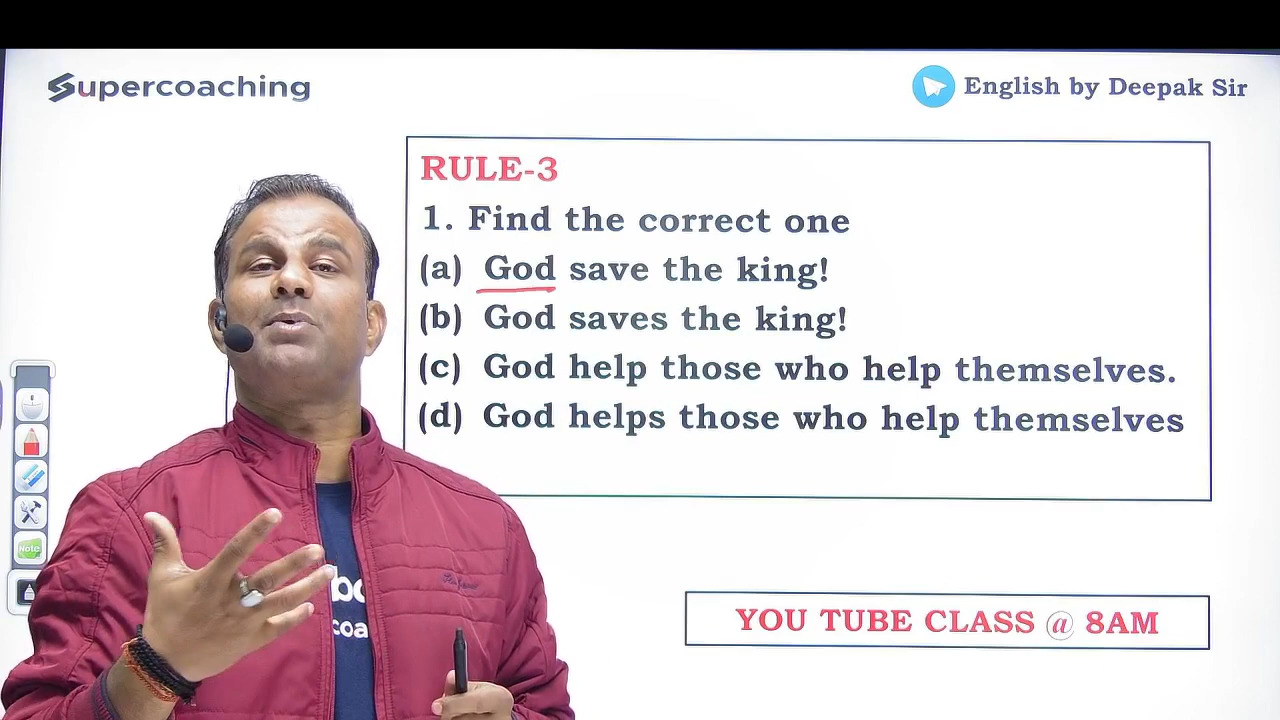 Supercoaching
English by Deepak Sir
RULE-3
1. Find the correct one
(a) God save the king!
(b) God saves the king!
(c) God help those who help themselves.
(d) God helps those who help themselves
Note
YOU TUBE CLASS @ 8AM